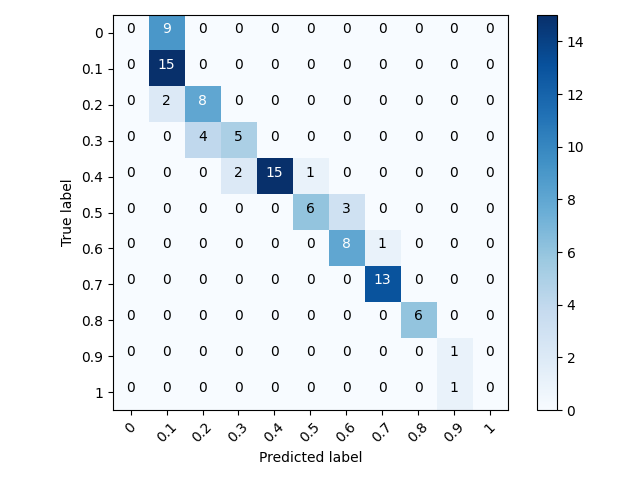 0 0 9 0 0 0 0 0 0 0 0 0
0.1 0 15 0 0 0 0 0 0 0 0 0
0.2 0 2 8 0 0 0 0 0 0 0 0
0.3 0 0 4 5 0 0 0 0 0 0 0
0.4 0 0 0 2 15 1 0 0 0 0 0
0.5 0 0 0 0 0 6 3 0 0 0 0
0.6 0 0 0 0 0 0 8 1 0 0 0
0.7 0 0 0 0 0 0 0 13 0 0 0
0.8 0 0 0 0 0 0 0 0 6 0 0
0.9 0 0 0 0 0 0 0 0 0 1 0
1 0 0 0 0 0 0 0 0 0 1 0
0 0.1 0.2 0.3 0.4 0.5 0.6 0.7 0.8 0.9 1
Predicted label
True label
14
12
10
8
6
4
2
0